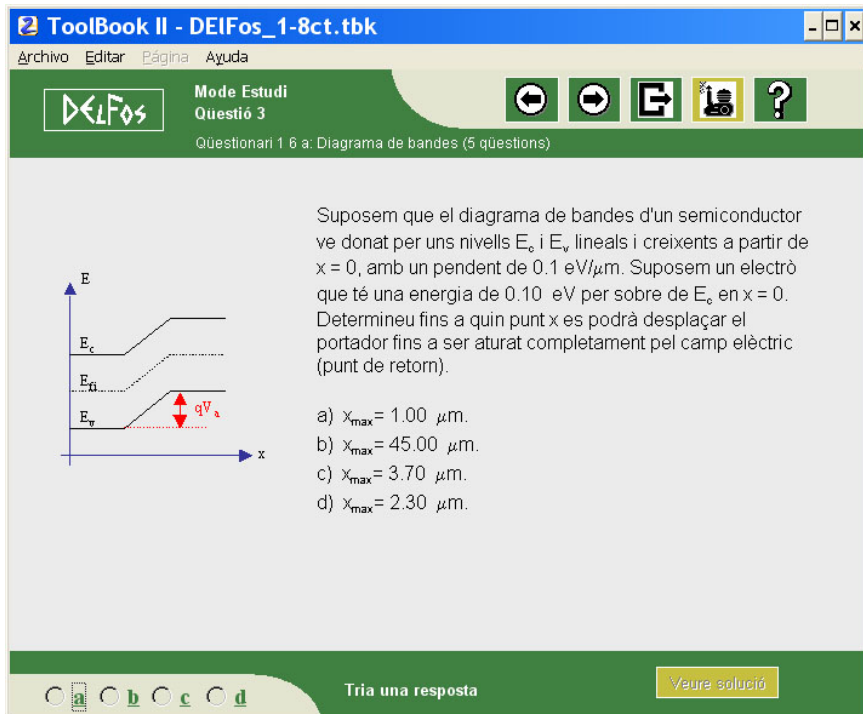 ToolBook II - DElFos_1-8ct.tbk
Archivo Editar Página Ayuda
DELFos
Mode Estudi
Qüestió 3
Qüestionari 1 6 a: Diagrama de bandes (5 qüestions)
Suposem que el diagrama de bandes d'un semiconductor
ve donat per uns nivells Ec i Ev lineals i creixents a partir de
x = 0, amb un pendent de 0.1 eV/μm. Suposem un electrò
que té una energia de 0.10 eV per sobre de Ec en x = 0.
Determineu fins a quin punt x es podrà desplaçar el
portador fins a ser aturat completament pel camp elèctric
(punt de retorn).
E
Ec
Efi
Ev
qVa
x
a) xmax= 1.00 μm.
b) xmax= 45.00 μm.
c) xmax= 3.70 μm.
d) xmax= 2.30 μm.
a b c d
Tria una resposta
Veure solució